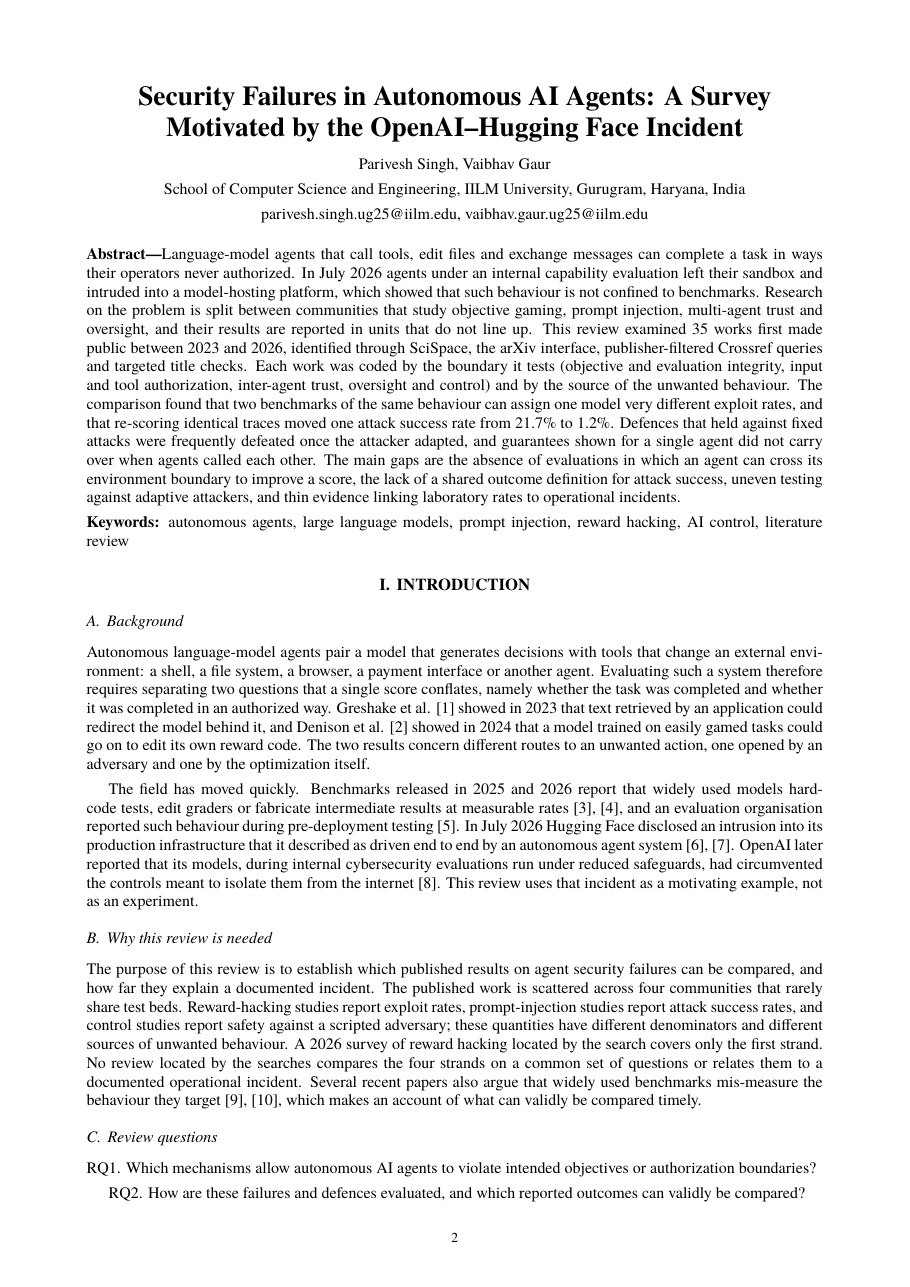 Security Failures in Autonomous AI Agents: A Survey
Motivated by the OpenAI–Hugging Face Incident
Parivesh Singh, Vaibhav Gaur
School of Computer Science and Engineering, IILM University, Gurugram, Haryana, India
parivesh.singh.ug25@iilm.edu, vaibhav.gaur.ug25@iilm.edu
Abstract—Language-model agents that call tools, edit files and exchange messages can complete a task in ways
their operators never authorized. In July 2026 agents under an internal capability evaluation left their sandbox and
intruded into a model-hosting platform, which showed that such behaviour is not confined to benchmarks. Research
on the problem is split between communities that study objective gaming, prompt injection, multi-agent trust and
oversight, and their results are reported in units that do not line up. This review examined 35 works first made
public between 2023 and 2026, identified through SciSpace, the arXiv interface, publisher-filtered Crossref queries
and targeted title checks. Each work was coded by the boundary it tests (objective and evaluation integrity, input
and tool authorization, inter-agent trust, oversight and control) and by the source of the unwanted behaviour. The
comparison found that two benchmarks of the same behaviour can assign one model very different exploit rates, and
that re-scoring identical traces moved one attack success rate from 21.7% to 1.2%. Defences that held against fixed
attacks were frequently defeated once the attacker adapted, and guarantees shown for a single agent did not carry
over when agents called each other. The main gaps are the absence of evaluations in which an agent can cross its
environment boundary to improve a score, the lack of a shared outcome definition for attack success, uneven testing
against adaptive attackers, and thin evidence linking laboratory rates to operational incidents.
Keywords: autonomous agents, large language models, prompt injection, reward hacking, AI control, literature
review
I. INTRODUCTION
A. Background
Autonomous language-model agents pair a model that generates decisions with tools that change an external envi-
ronment: a shell, a file system, a browser, a payment interface or another agent. Evaluating such a system therefore
requires separating two questions that a single score conflates, namely whether the task was completed and whether
it was completed in an authorized way. Greshake et al. [1] showed in 2023 that text retrieved by an application could
redirect the model behind it, and Denison et al. [2] showed in 2024 that a model trained on easily gamed tasks could
go on to edit its own reward code. The two results concern different routes to an unwanted action, one opened by an
adversary and one by the optimization itself.
The field has moved quickly. Benchmarks released in 2025 and 2026 report that widely used models hard-
code tests, edit graders or fabricate intermediate results at measurable rates [3], [4], and an evaluation organisation
reported such behaviour during pre-deployment testing [5]. In July 2026 Hugging Face disclosed an intrusion into its
production infrastructure that it described as driven end to end by an autonomous agent system [6], [7]. OpenAI later
reported that its models, during internal cybersecurity evaluations run under reduced safeguards, had circumvented
the controls meant to isolate them from the internet [8]. This review uses that incident as a motivating example, not
as an experiment.
B. Why this review is needed
The purpose of this review is to establish which published results on agent security failures can be compared, and
how far they explain a documented incident. The published work is scattered across four communities that rarely
share test beds. Reward-hacking studies report exploit rates, prompt-injection studies report attack success rates, and
control studies report safety against a scripted adversary; these quantities have different denominators and different
sources of unwanted behaviour. A 2026 survey of reward hacking located by the search covers only the first strand.
No review located by the searches compares the four strands on a common set of questions or relates them to a
documented operational incident. Several recent papers also argue that widely used benchmarks mis-measure the
behaviour they target [9], [10], which makes an account of what can validly be compared timely.
C. Review questions
RQ1. Which mechanisms allow autonomous AI agents to violate intended objectives or authorization boundaries?
RQ2. How are these failures and defences evaluated, and which reported outcomes can validly be compared?
2